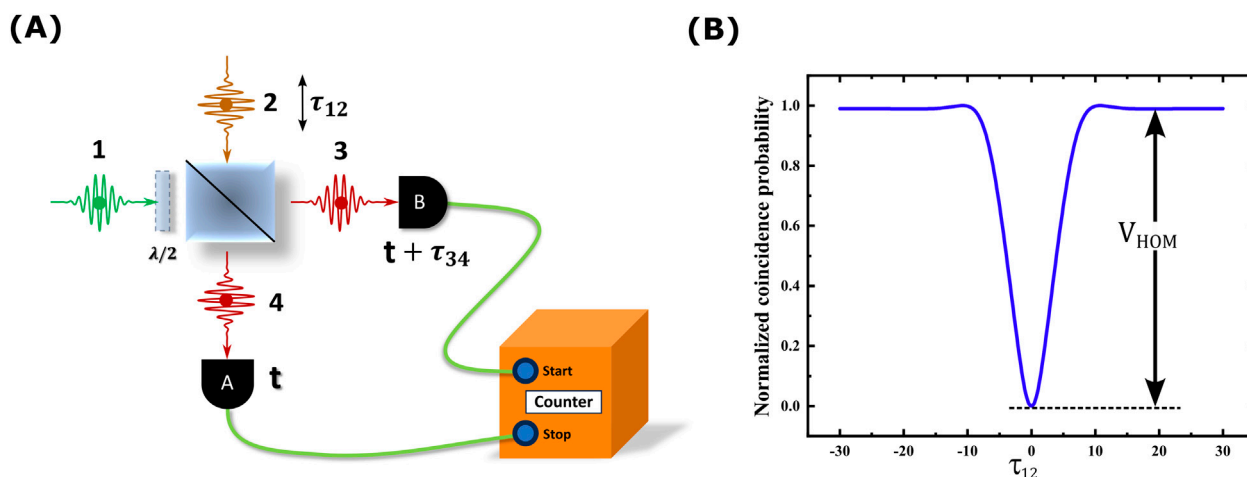 (A)
2
τ12
1
3
λ/2
B
t + τ34
4
A
t
Start
Counter
Stop
(B)
Normalized coincidence probability
1.0
0.8
0.6
0.4
0.2
0.0
VHOM
-30
-20
-10
0
10
20
30
τ12